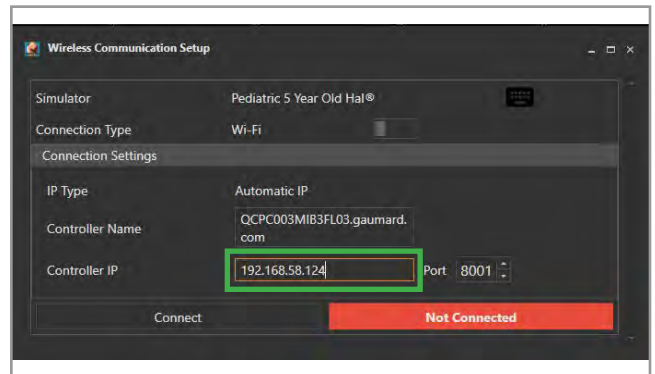 Wireless Communication Setup
Simulator Pediatric 5 Year Old Hal®
Connection Type Wi-Fi
Connection Settings
IP Type Automatic IP
Controller Name QCPC003MIB3FL03.gaumard.
com
Controller IP 192.168.58.124 Port 8001
Connect Not Connected